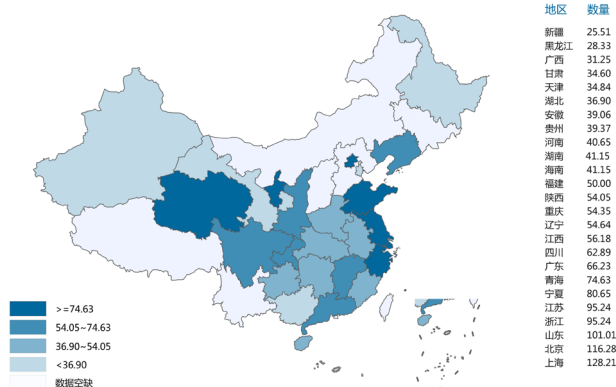 地区 数量
新疆 25.51
黑龙江 28.33
广西 31.25
甘肃 34.60
天津 34.84
湖北 36.90
安徽 39.06
贵州 39.37
河南 40.65
湖南 41.15
海南 41.15
福建 50.00
陕西 54.05
重庆 54.35
辽宁 54.64
江西 56.18
四川 62.89
广东 66.23
青海 74.63
宁夏 80.65
江苏 95.24
浙江 95.24
山东 101.01
北京 116.28
上海 128.21
>=74.63
54.05~74.63
36.90~54.05
<36.90
数据空缺